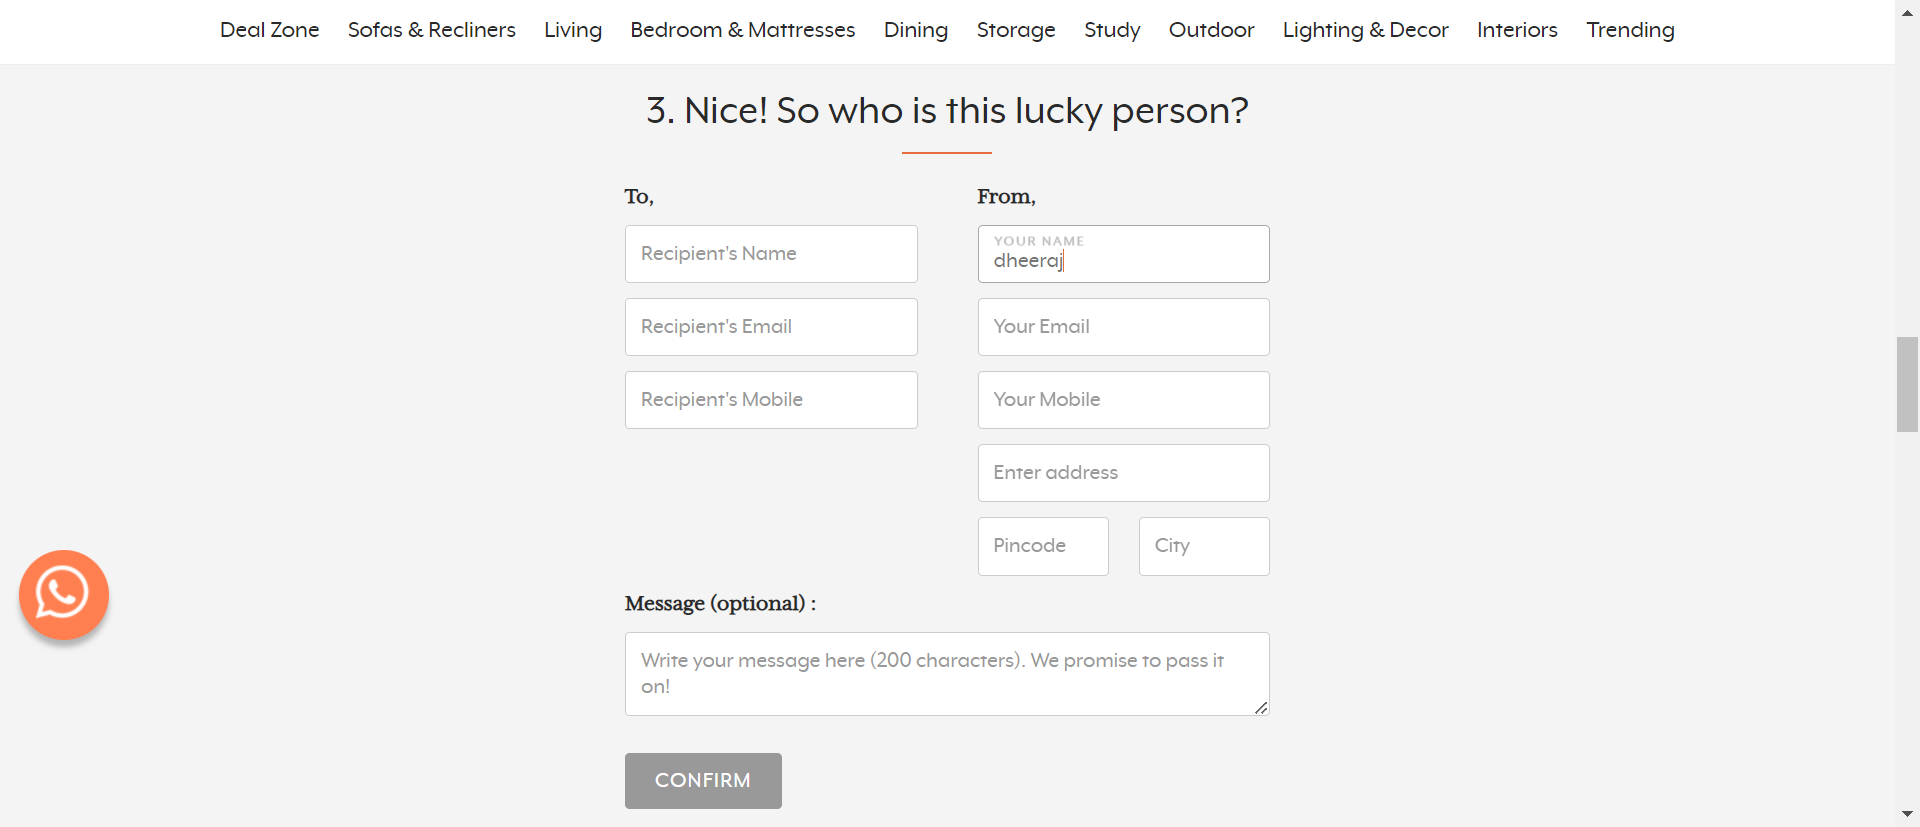 Deal Zone Sofas & Recliners Living Bedroom & Mattresses Dining Storage Study Outdoor Lighting & Decor Interiors Trending
3. Nice! So who is this lucky person?
To,
Recipient's Name
Recipient's Email
Recipient's Mobile
From,
YOUR NAME
dheeraj
Your Email
Your Mobile
Enter address
Pincode City
Message (optional) :
Write your message here (200 characters). We promise to pass it
on!
CONFIRM